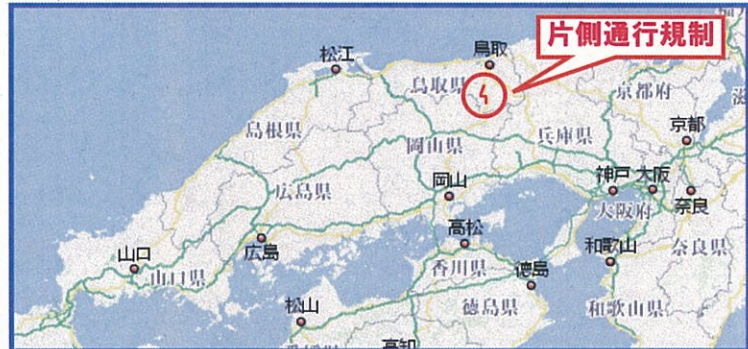 片側通行規制
鳥取
松江
鳥取県
京都府
島根県
京都
兵庫県
岡山県
岡山
神戸
大阪
広島県
奈良
大阪府
高松
広島
和歌山
奈良県
山口
香川県
徳島
山口県
松山
徳島県
和歌山県
高知